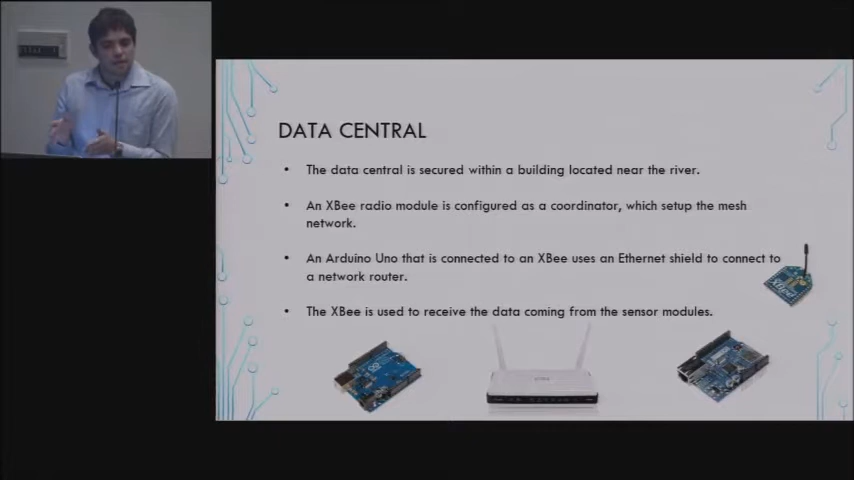 DATA CENTRAL
• The data central is secured within a building located near the river.
• An XBee radio module is configured as a coordinator, which setup the mesh
network.
• An Arduino Uno that is connected to an XBee uses an Ethernet shield to connect to
a network router.
• The XBee is used to receive the data coming from the sensor modules.